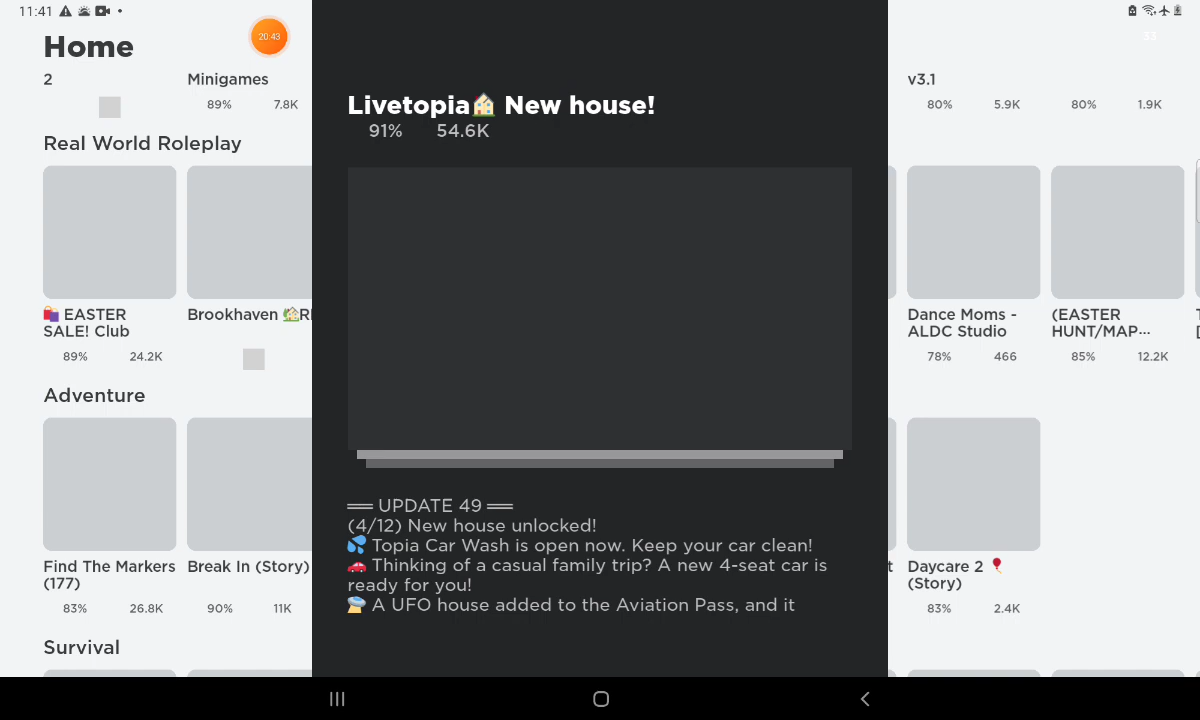 11:41
20:43
33
Home
2
Minigames
89% 7.8K
v3.1
80% 5.9K
80% 1.9K
Real World Roleplay
🛍️ EASTER
SALE! Club
89% 24.2K
Brookhaven 🏡R
Dance Moms -
ALDC Studio
78% 466
(EASTER
HUNT/MAP...
85% 12.2K
Adventure
Find The Markers
(177)
83% 26.8K
Break In (Story)
90% 11K
t
Daycare 2 🎈
(Story)
83% 2.4K
Survival
Livetopia🏠 New house!
91% 54.6K
══ UPDATE 49 ══
(4/12) New house unlocked!
💦 Topia Car Wash is open now. Keep your car clean!
🚗 Thinking of a casual family trip? A new 4-seat car is
ready for you!
🛸 A UFO house added to the Aviation Pass, and it